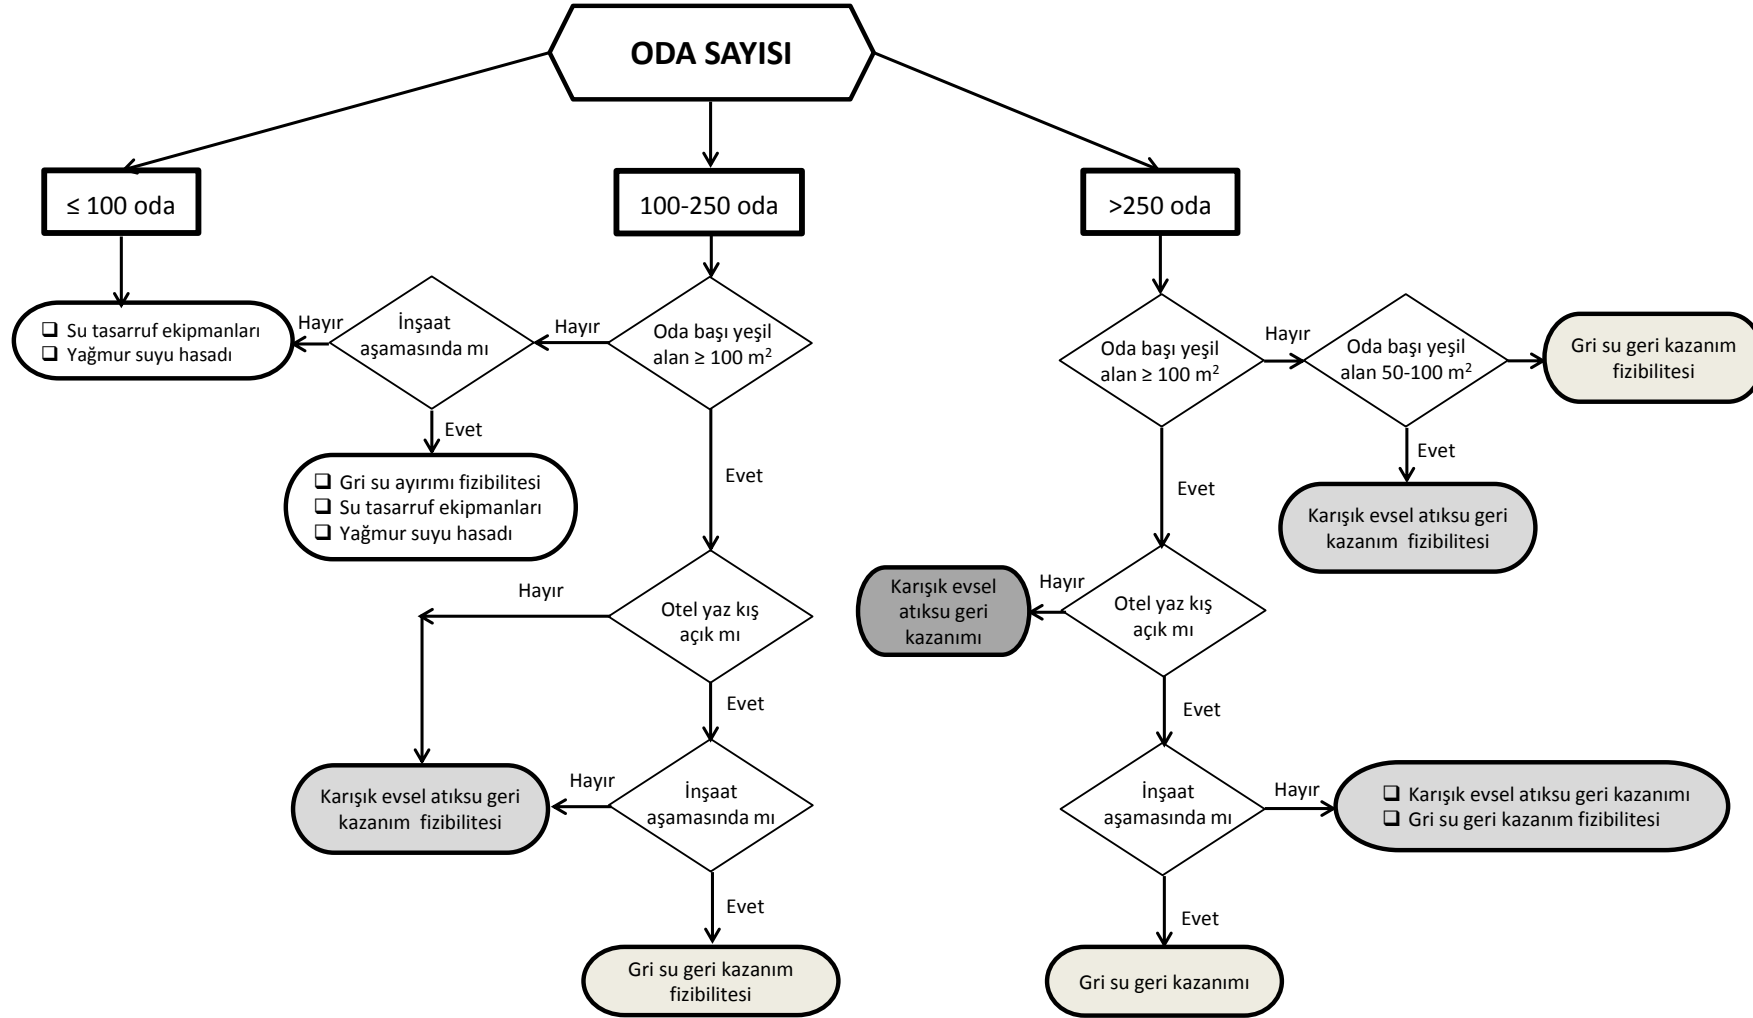 ODA SAYISI
≤ 100 oda
100-250 oda
>250 oda
❑ Su tasarruf ekipmanları
❑ Yağmur suyu hasadı
Hayır
İnşaat
aşamasında mı
Hayır
Oda başı yeşil
alan ≥ 100 m²
Evet
❑ Gri su ayırımı fizibilitesi
❑ Su tasarruf ekipmanları
❑ Yağmur suyu hasadı
Evet
Hayır
Otel yaz kış
açık mı
Evet
Karışık evsel atıksu geri
kazanım fizibilitesi
Hayır
İnşaat
aşamasında mı
Evet
Gri su geri kazanım
fizibilitesi
Oda başı yeşil
alan ≥ 100 m²
Hayır
Oda başı yeşil
alan 50-100 m²
Gri su geri kazanım
fizibilitesi
Evet
Karışık evsel atıksu geri
kazanım fizibilitesi
Evet
Karışık evsel
atıksu geri
kazanımı
Hayır
Otel yaz kış
açık mı
Evet
İnşaat
aşamasında mı
Hayır
❑ Karışık evsel atıksu geri kazanımı
❑ Gri su geri kazanım fizibilitesi
Evet
Gri su geri kazanımı